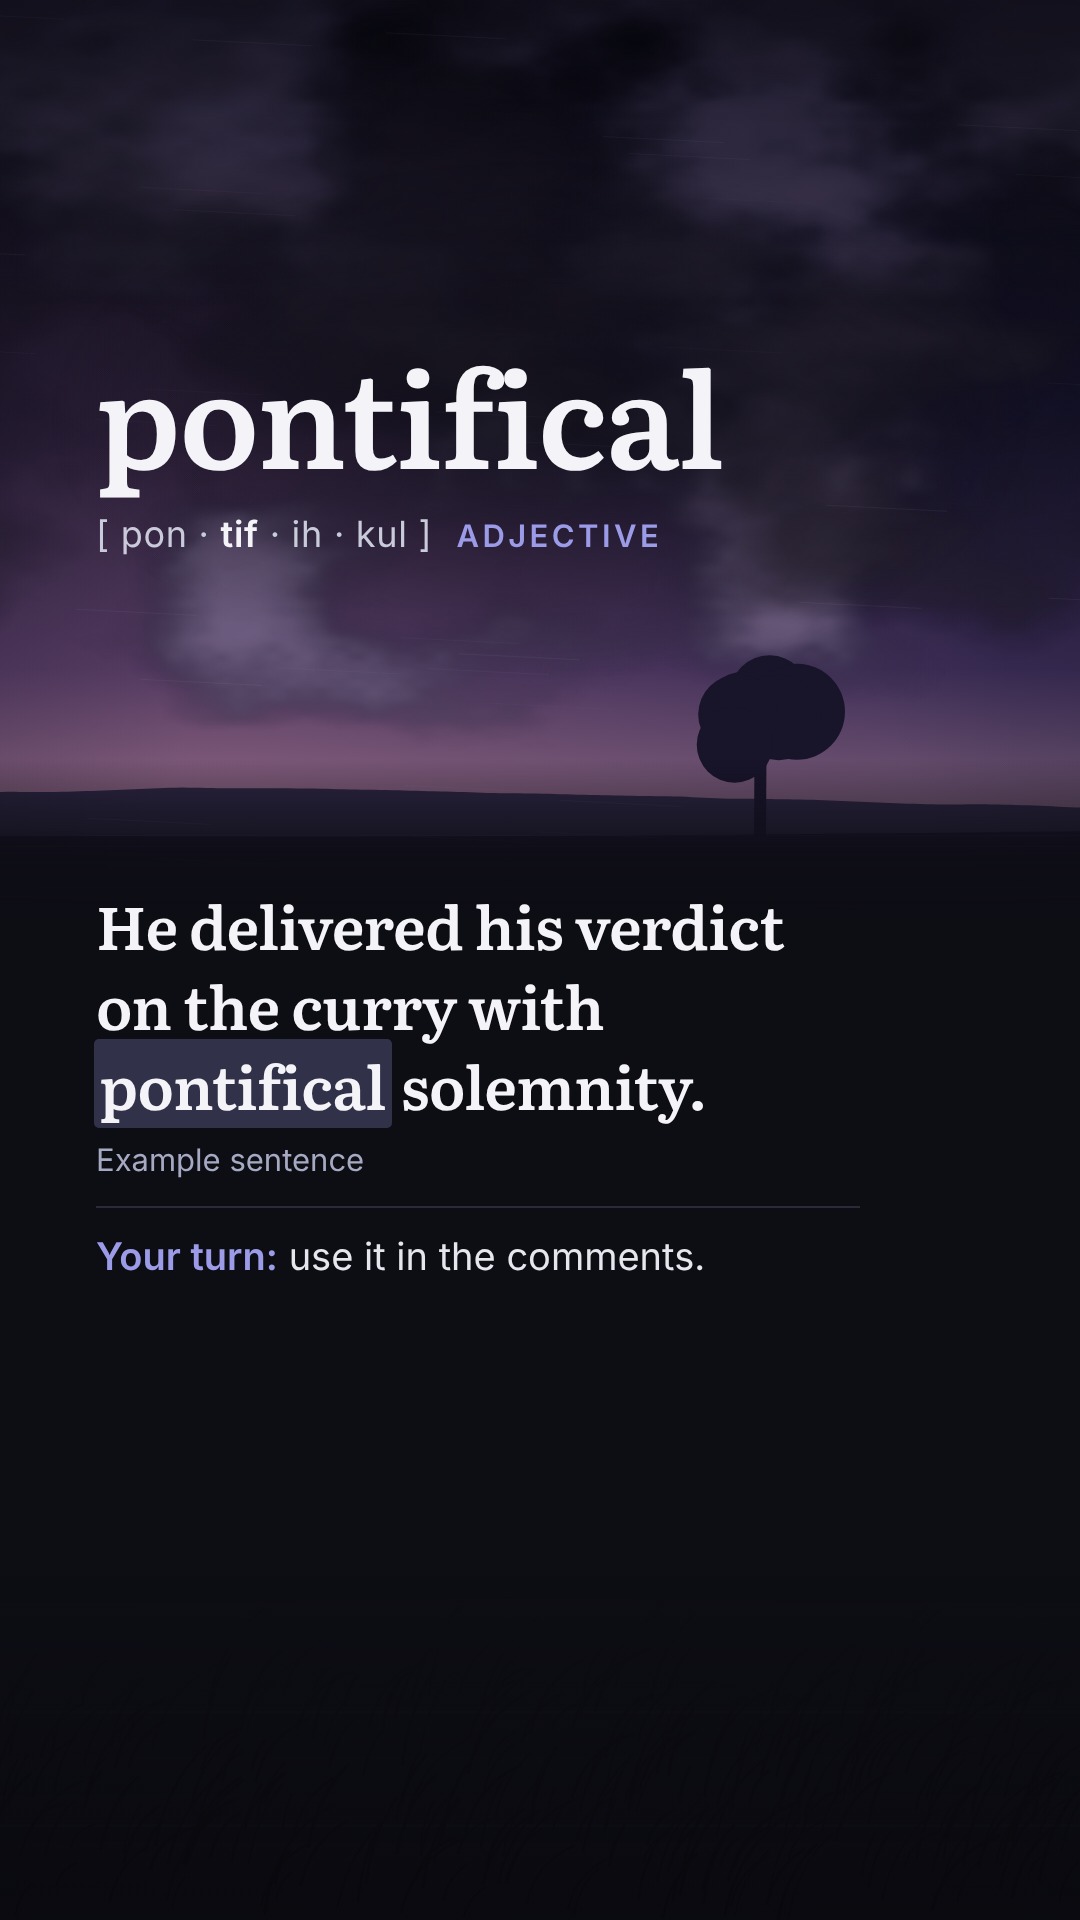 pontifical
[ pon · tif · ih · kul ] ADJECTIVE
He delivered his verdict
on the curry with
pontifical solemnity.
Example sentence
Your turn: use it in the comments.